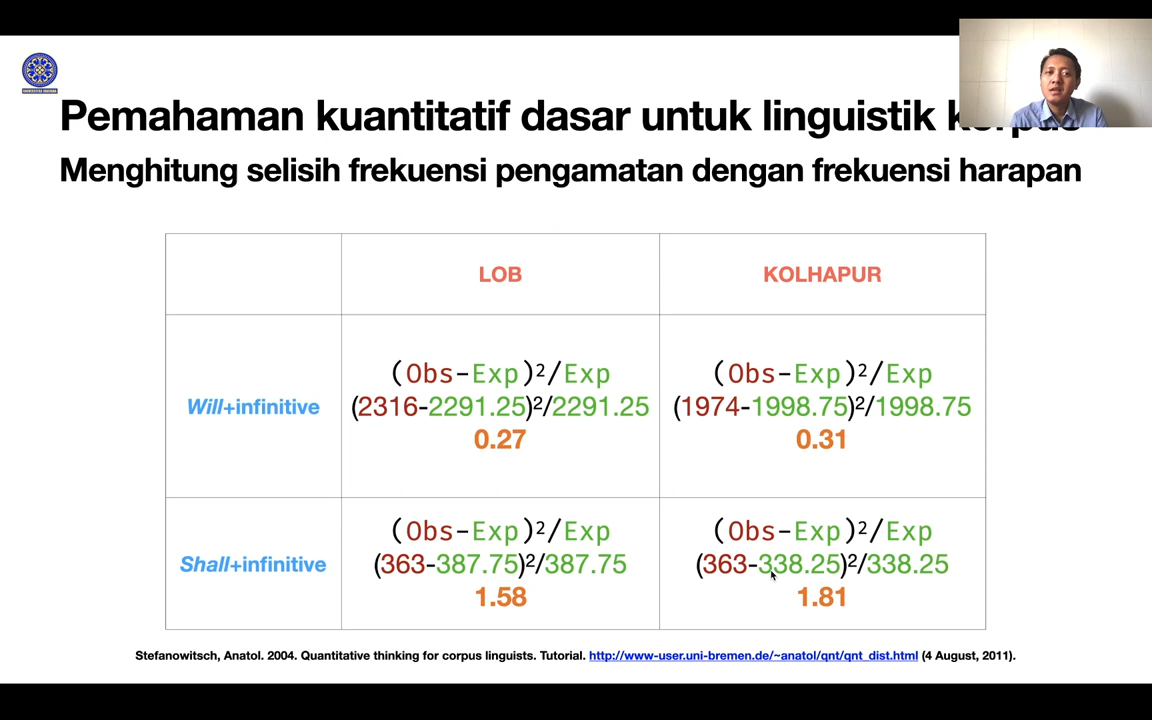 Pemahaman kuantitatif dasar untuk linguistik korpus
Menghitung selisih frekuensi pengamatan dengan frekuensi harapan
LOB KOLHAPUR
Will+infinitive
(Obs-Exp)²/Exp
(2316-2291.25)²/2291.25
0.27
(Obs-Exp)²/Exp
(1974-1998.75)²/1998.75
0.31
Shall+infinitive
(Obs-Exp)²/Exp
(363-387.75)²/387.75
1.58
(Obs-Exp)²/Exp
(363-338.25)²/338.25
1.81
Stefanowitsch, Anatol. 2004. Quantitative thinking for corpus linguists. Tutorial. http://www-user.uni-bremen.de/~anatol/qnt/qnt_dist.html (4 August, 2011).